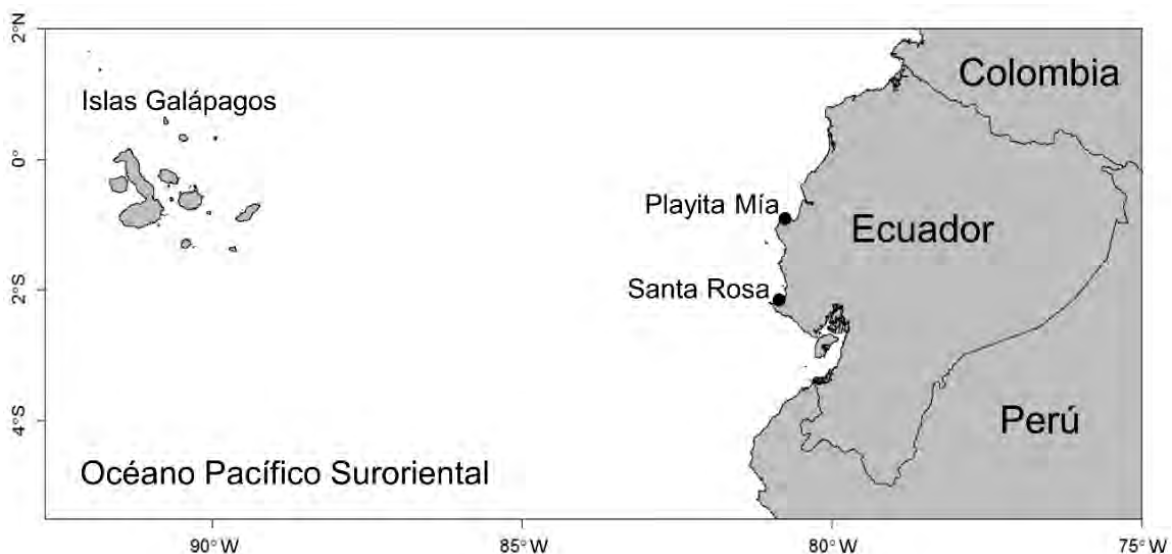 2°N
Colombia
Islas Galápagos
0°
Playita Mía
Ecuador
2°S
Santa Rosa
4°S
Perú
Océano Pacífico Suroriental
90°W
85°W
80°W
75°W